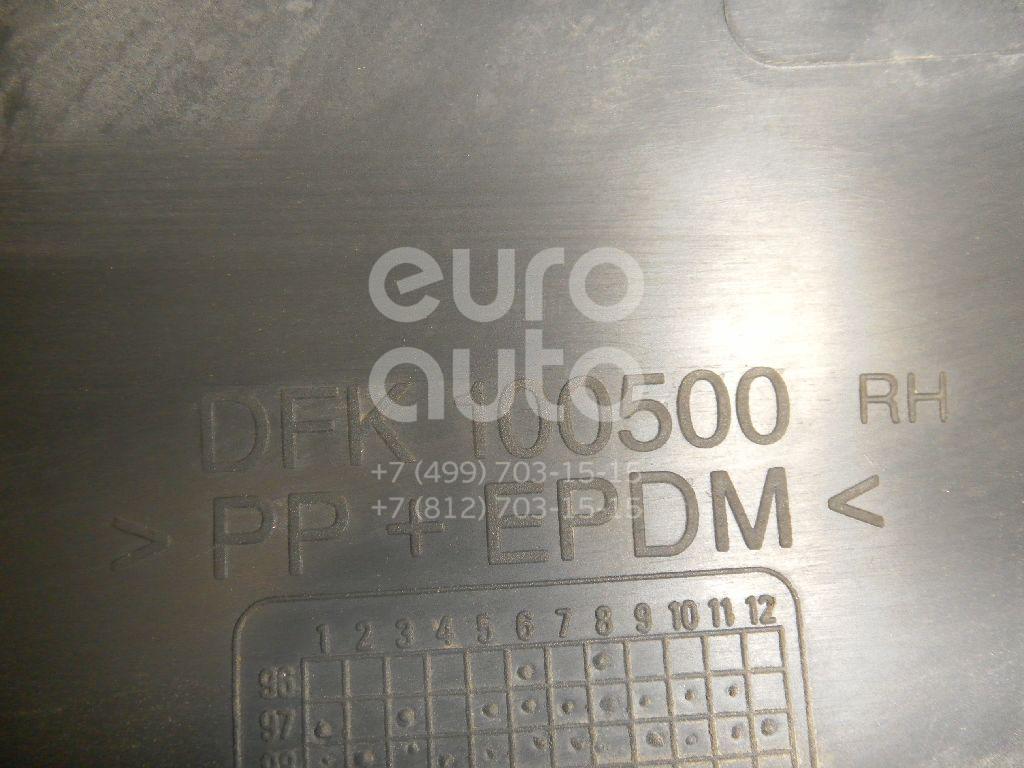 euro
auto
DFK 100500 RH
+7 (499) 703-15-15
+7 (812) 703-15-15
> PP + EPDM <
1 2 3 4 5 6 7 8 9 10 11 12
96
97
98